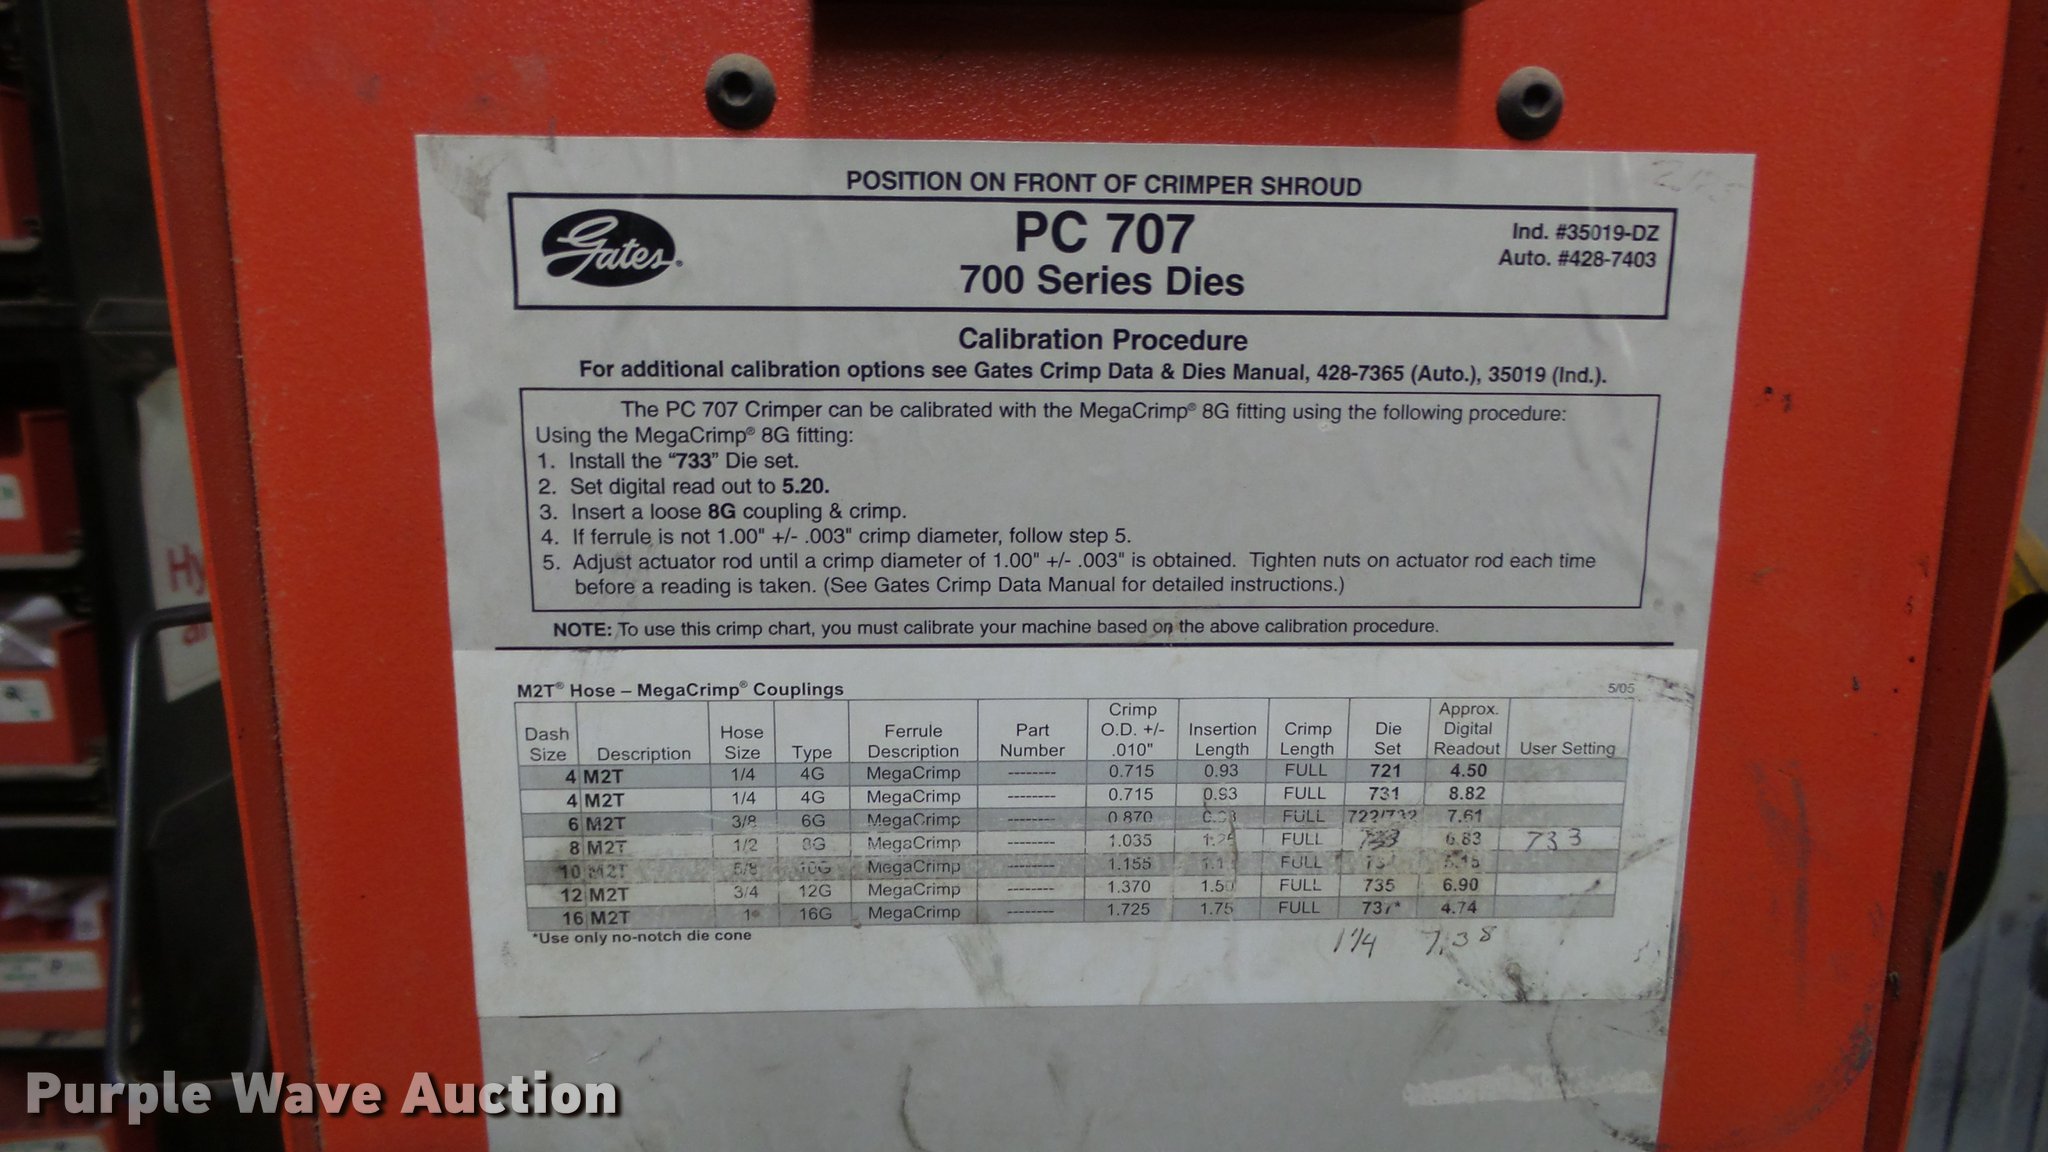 POSITION ON FRONT OF CRIMPER SHROUD
Gates®
PC 707
700 Series Dies
Ind. #35019-DZ
Auto. #428-7403
Calibration Procedure
For additional calibration options see Gates Crimp Data & Dies Manual, 428-7365 (Auto.), 35019 (Ind.).
The PC 707 Crimper can be calibrated with the MegaCrimp® 8G fitting using the following procedure:
Using the MegaCrimp® 8G fitting:
1. Install the "733" Die set.
2. Set digital read out to 5.20.
3. Insert a loose 8G coupling & crimp.
4. If ferrule is not 1.00" +/- .003" crimp diameter, follow step 5.
5. Adjust actuator rod until a crimp diameter of 1.00" +/- .003" is obtained. Tighten nuts on actuator rod each time
before a reading is taken. (See Gates Crimp Data Manual for detailed instructions.)
NOTE: To use this crimp chart, you must calibrate your machine based on the above calibration procedure.
M2T® Hose – MegaCrimp® Couplings 5/05
Dash Size Description Hose Size Type Ferrule Description Part Number Crimp O.D. +/- .010" Insertion Length Crimp Length Die Set Approx. Digital Readout User Setting
4 M2T 1/4 4G MegaCrimp -------- 0.715 0.93 FULL 721 4.50
4 M2T 1/4 4G MegaCrimp -------- 0.715 0.93 FULL 731 8.82
6 M2T 3/8 6G MegaCrimp -------- 0.870 FULL 722/732 7.61
8 M2T 1/2 8G MegaCrimp -------- 1.035 FULL 733 6.83 733
10 M2T 5/8 10G MegaCrimp -------- 1.155 FULL
12 M2T 3/4 12G MegaCrimp -------- 1.370 1.50 FULL 735 6.90
16 M2T 1 16G MegaCrimp -------- 1.725 1.75 FULL 737* 4.74
*Use only no-notch die cone
1 1/4 7.38
Hy
Purple Wave Auction